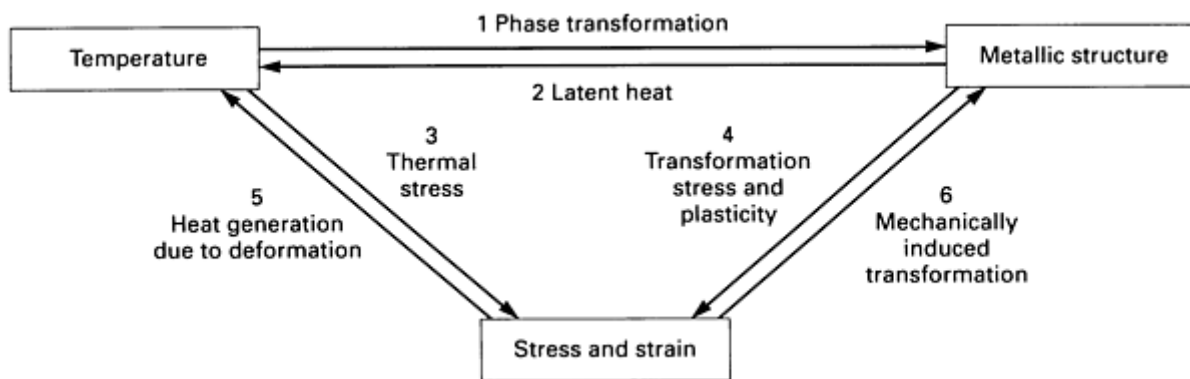 1 Phase transformation
Temperature
Metallic structure
2 Latent heat
3
Thermal
stress
4
Transformation
stress and
plasticity
5
Heat generation
due to deformation
6
Mechanically
induced
transformation
Stress and strain